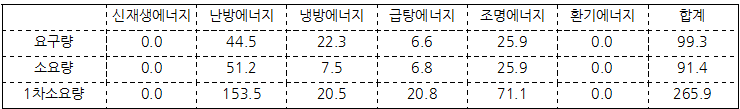 신재생에너지 난방에너지 냉방에너지 급탕에너지 조명에너지 환기에너지 합계
요구량 0.0 44.5 22.3 6.6 25.9 0.0 99.3
소요량 0.0 51.2 7.5 6.8 25.9 0.0 91.4
1차소요량 0.0 153.5 20.5 20.8 71.1 0.0 265.9